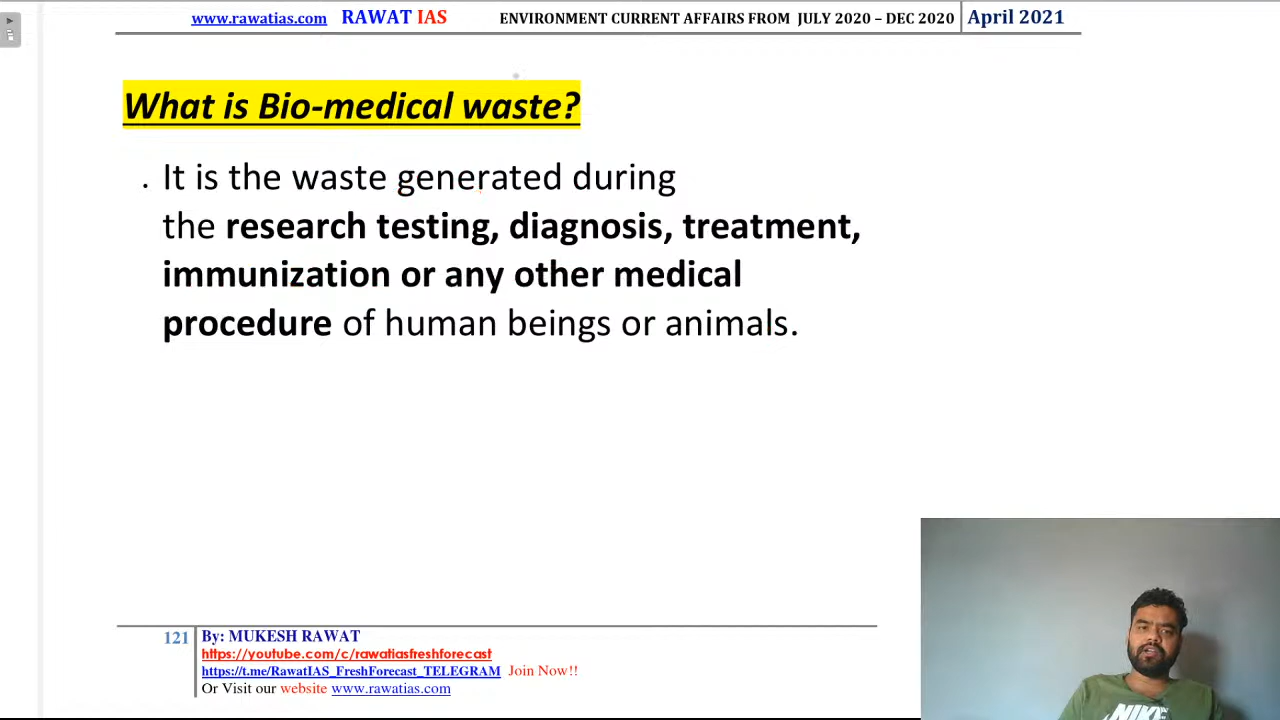 www.rawatias.com RAWAT IAS ENVIRONMENT CURRENT AFFAIRS FROM JULY 2020 – DEC 2020 April 2021
What is Bio-medical waste?
. It is the waste generated during
the research testing, diagnosis, treatment,
immunization or any other medical
procedure of human beings or animals.
121 By: MUKESH RAWAT
https://youtube.com/c/rawatiasfreshforecast
https://t.me/RawatIAS_FreshForecast_TELEGRAM Join Now!!
Or Visit our website www.rawatias.com
NIKE